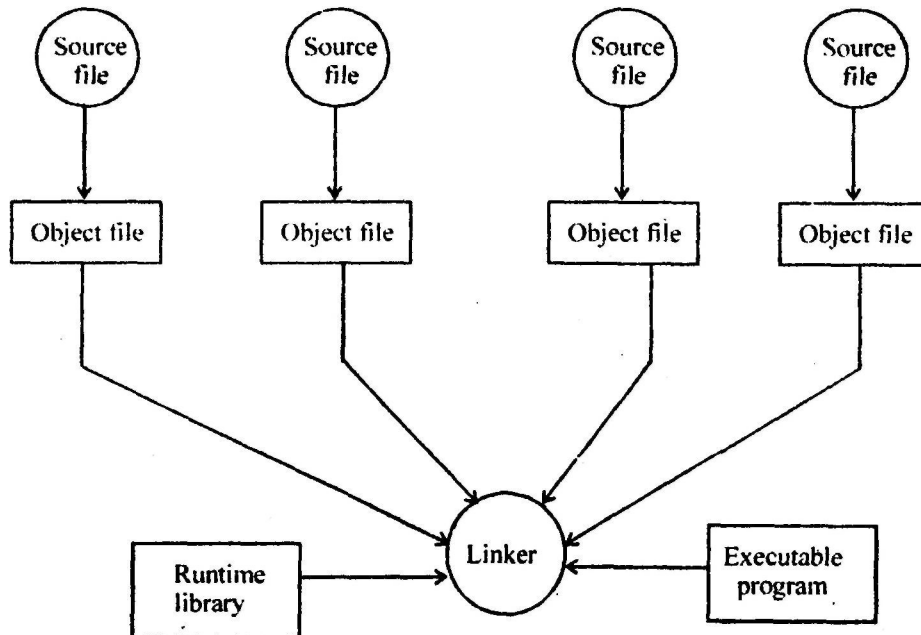 Source
file
Source
file
Source
file
Source
file
Object file
Object file
Object file
Object file
Linker
Runtime
library
Executable
program